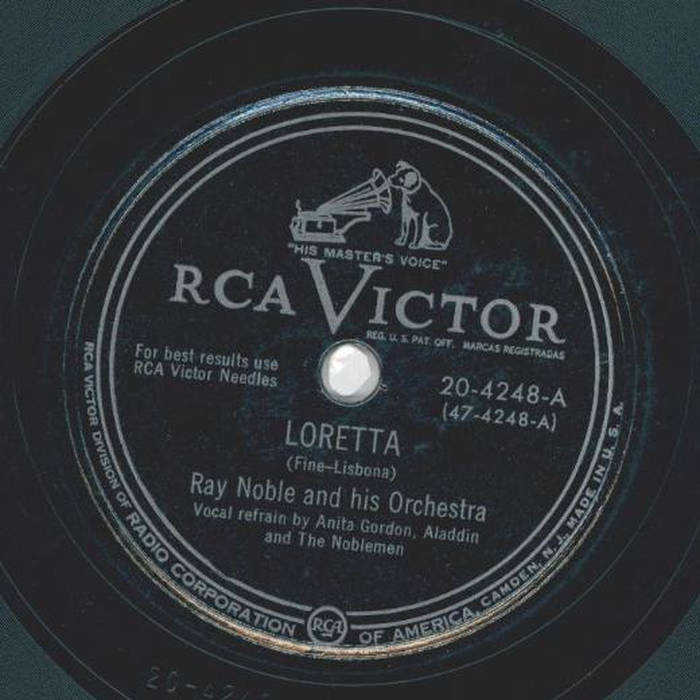 "HIS MASTER'S VOICE"
RCA VICTOR
REG. U. S. PAT. OFF. MARCAS REGISTRADAS
For best results use
RCA Victor Needles
20-4248-A
(47-4248-A)
LORETTA
(Fine–Lisbona)
Ray Noble and his Orchestra
Vocal refrain by Anita Gordon, Aladdin
and The Noblemen
RCA VICTOR DIVISION OF RADIO CORPORATION RCA OF AMERICA, CAMDEN, N. J., MADE IN U. S. A.